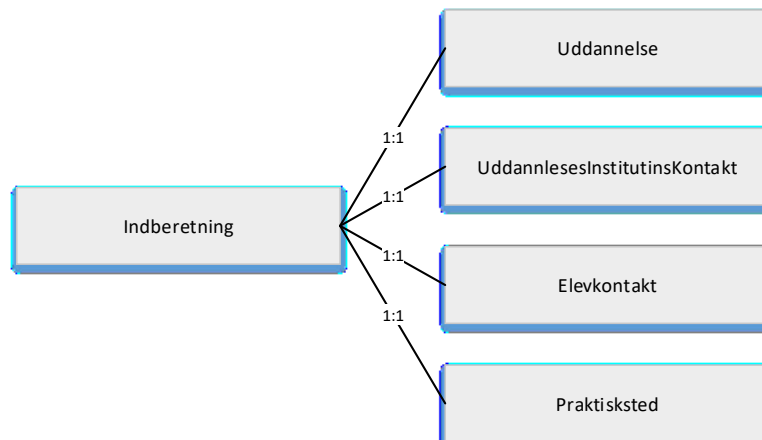 Uddannelse
1:1
UddannlesesInstitutinsKontakt
1:1
Indberetning
1:1
Elevkontakt
1:1
Praktisksted